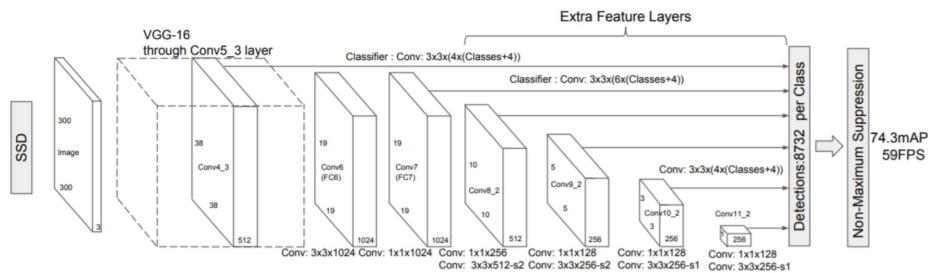 Extra Feature Layers
VGG-16
through Conv5_3 layer
Classifier : Conv: 3x3x(4x(Classes+4))
Classifier : Conv: 3x3x(6x(Classes+4))
Conv: 3x3x(4x(Classes+4))
SSD
300
Image
300
3
38
Conv4_3
38
512
19
Conv6
(FC6)
19
1024
19
Conv7
(FC7)
19
1024
10
Conv8_2
10
512
5
Conv9_2
5
256
3
Conv10_2
3
256
Conv11_2
1
256
Conv: 3x3x1024
Conv: 1x1x1024
Conv: 1x1x256
Conv: 3x3x512-s2
Conv: 1x1x128
Conv: 3x3x256-s2
Conv: 1x1x128
Conv: 3x3x256-s1
Conv: 1x1x128
Conv: 3x3x256-s1
Detections:8732 per Class
Non-Maximum Suppression
74.3mAP
59FPS